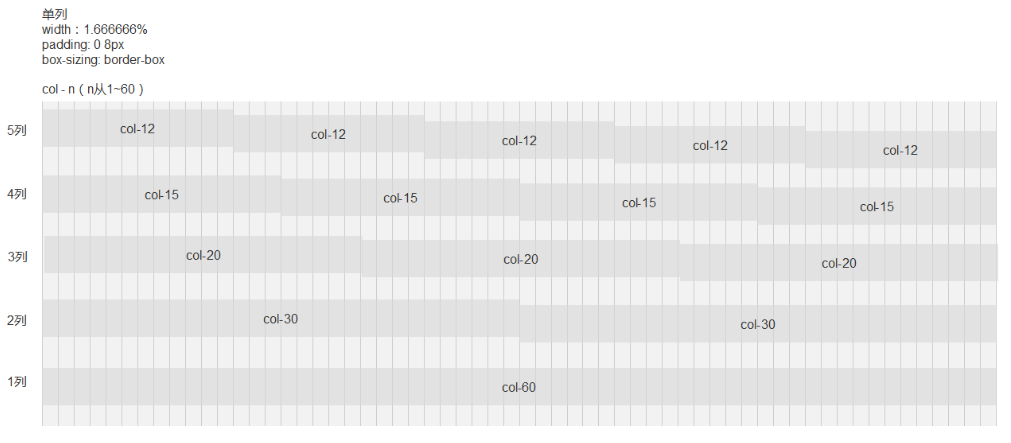 单列
width：1.666666%
padding: 0 8px
box-sizing: border-box
col - n（n从1~60）
5列
col-12
col-12
col-12
col-12
col-12
4列
col-15
col-15
col-15
col-15
3列
col-20
col-20
col-20
2列
col-30
col-30
1列
col-60